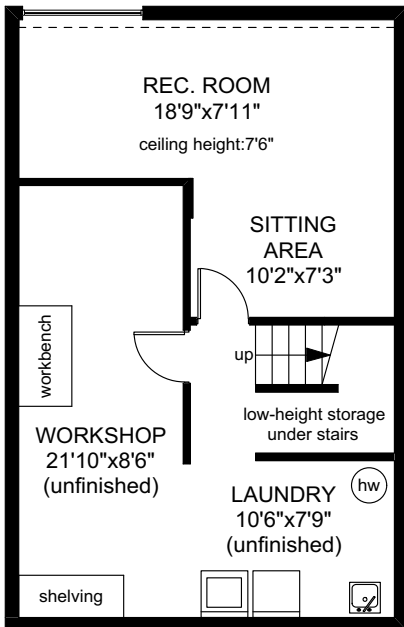 REC. ROOM
18'9"x7'11"
ceiling height:7'6"
SITTING
AREA
10'2"x7'3"
up
workbench
low-height storage
under stairs
WORKSHOP
21'10"x8'6"
(unfinished)
hw
LAUNDRY
10'6"x7'9"
(unfinished)
shelving